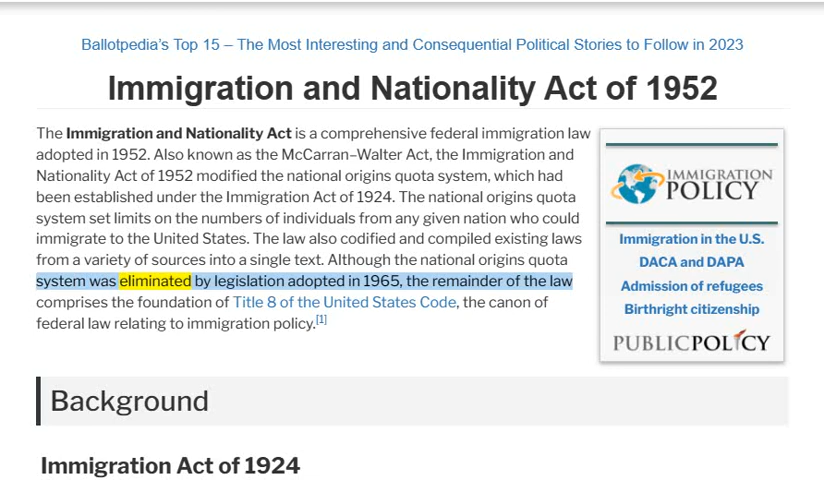 Ballotpedia's Top 15 – The Most Interesting and Consequential Political Stories to Follow in 2023
Immigration and Nationality Act of 1952
The Immigration and Nationality Act is a comprehensive federal immigration law
adopted in 1952. Also known as the McCarran–Walter Act, the Immigration and
Nationality Act of 1952 modified the national origins quota system, which had
been established under the Immigration Act of 1924. The national origins quota
system set limits on the numbers of individuals from any given nation who could
immigrate to the United States. The law also codified and compiled existing laws
from a variety of sources into a single text. Although the national origins quota
system was eliminated by legislation adopted in 1965, the remainder of the law
comprises the foundation of Title 8 of the United States Code, the canon of
federal law relating to immigration policy.[1]
IMMIGRATION
POLICY
Immigration in the U.S.
DACA and DAPA
Admission of refugees
Birthright citizenship
PUBLICPOLICY
Background
Immigration Act of 1924